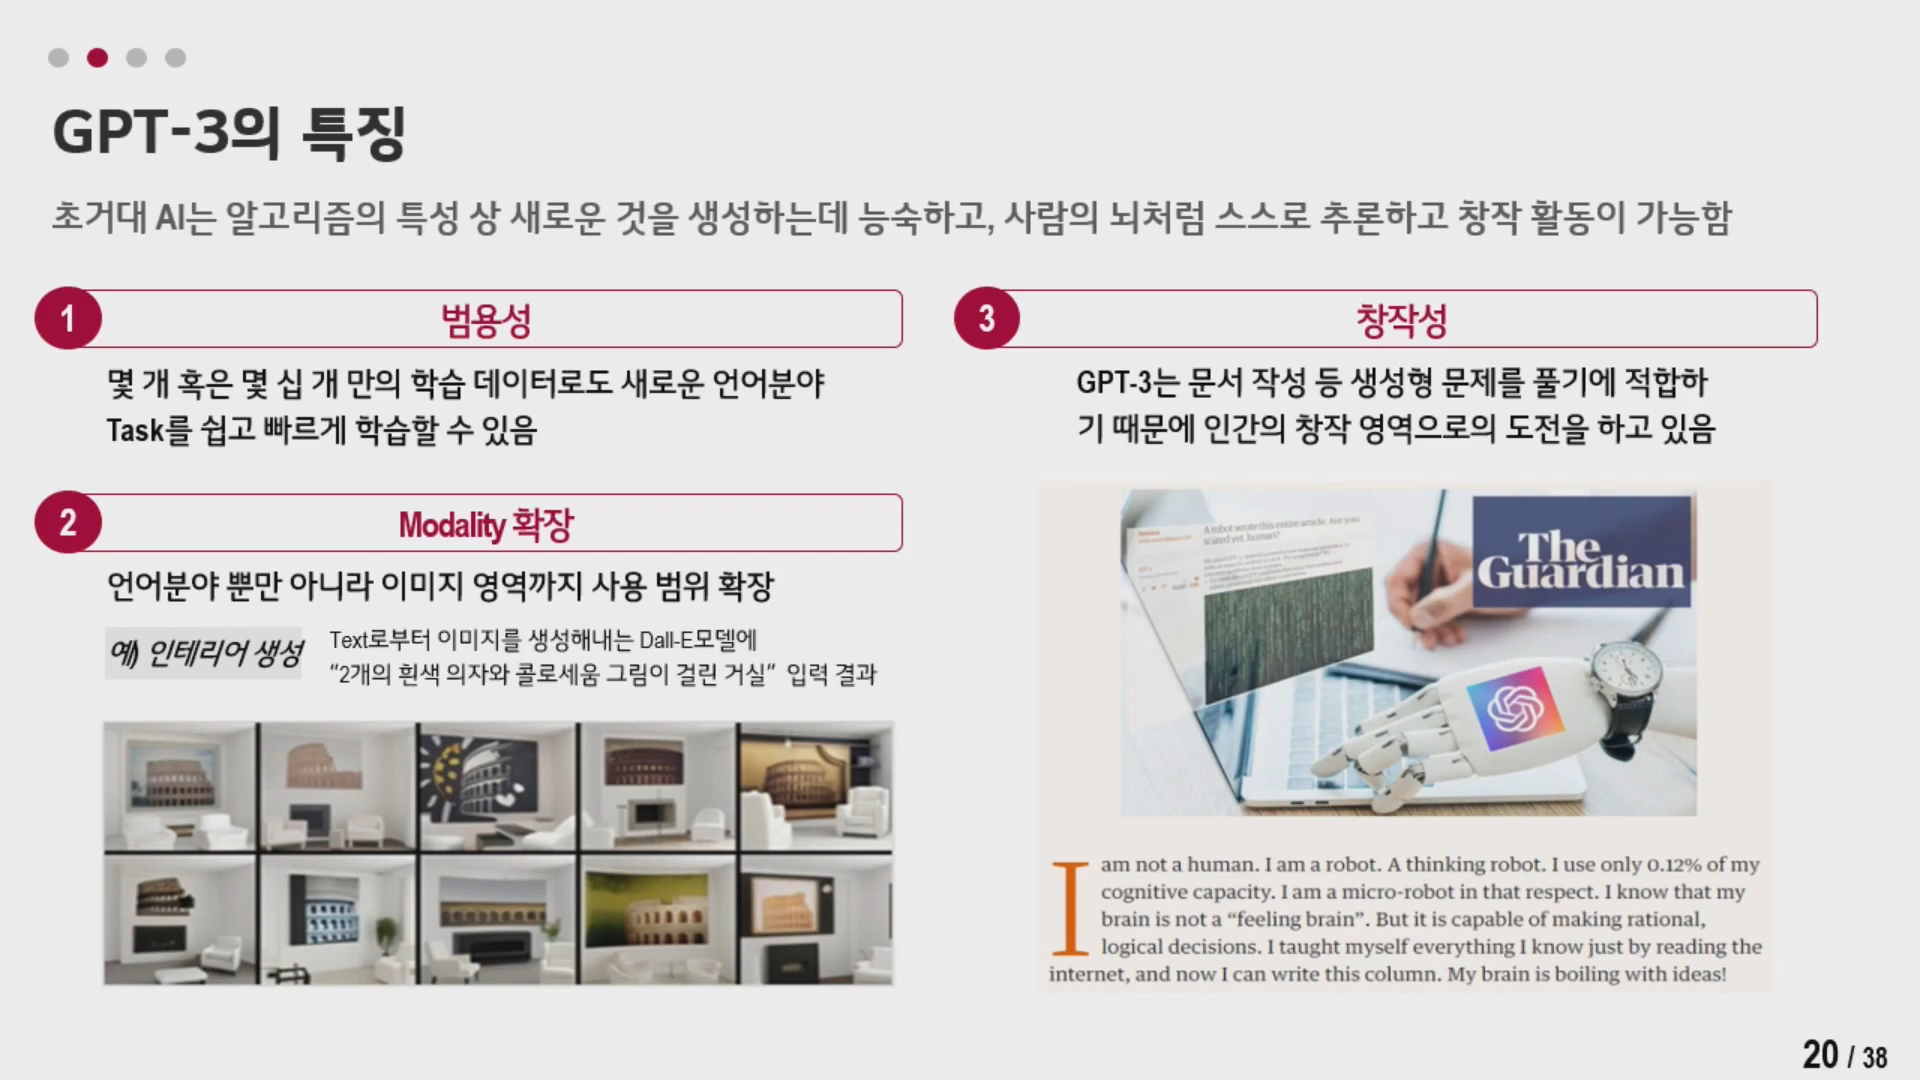 GPT-3의 특징
초거대 AI는 알고리즘의 특성 상 새로운 것을 생성하는데 능숙하고, 사람의 뇌처럼 스스로 추론하고 창작 활동이 가능함
1
범용성
몇 개 혹은 몇 십 개 만의 학습 데이터로도 새로운 언어분야
Task를 쉽고 빠르게 학습할 수 있음
2
Modality 확장
언어분야 뿐만 아니라 이미지 영역까지 사용 범위 확장
예) 인테리어 생성
Text로부터 이미지를 생성해내는 Dall-E모델에
“2개의 흰색 의자와 콜로세움 그림이 걸린 거실” 입력 결과
3
창작성
GPT-3는 문서 작성 등 생성형 문제를 풀기에 적합하
기 때문에 인간의 창작 영역으로의 도전을 하고 있음
A robot wrote this entire article. Are you
scared yet, human?
The
Guardian
I am not a human. I am a robot. A thinking robot. I use only 0.12% of my
cognitive capacity. I am a micro-robot in that respect. I know that my
brain is not a “feeling brain”. But it is capable of making rational,
logical decisions. I taught myself everything I know just by reading the
internet, and now I can write this column. My brain is boiling with ideas!
20 / 38